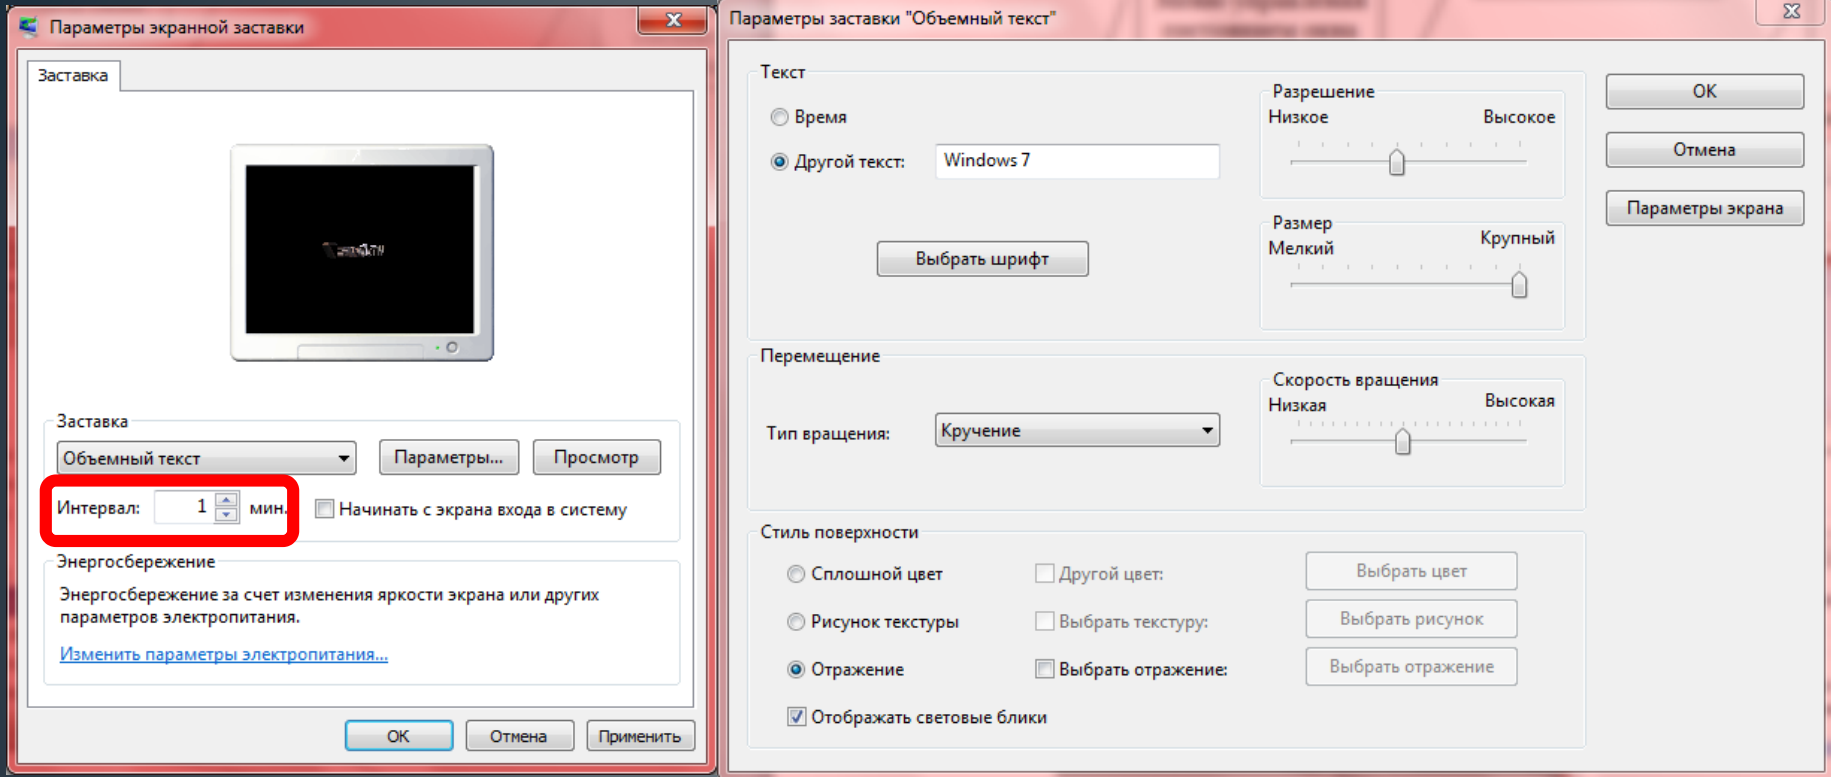 Параметры экранной заставки
Заставка
Заставка
Объемный текст
Параметры...
Просмотр
Интервал:
1
мин.
Начинать с экрана входа в систему
Энергосбережение
Энергосбережение за счет изменения яркости экрана или других
параметров электропитания.
Изменить параметры электропитания...
ОК
Отмена
Применить
Параметры заставки "Объемный текст"
Текст
Время
Другой текст:
Windows 7
Выбрать шрифт
Разрешение
Низкое
Высокое
Размер
Мелкий
Крупный
ОК
Отмена
Параметры экрана
Перемещение
Тип вращения:
Кручение
Скорость вращения
Низкая
Высокая
Стиль поверхности
Сплошной цвет
Другой цвет:
Выбрать цвет
Рисунок текстуры
Выбрать текстуру:
Выбрать рисунок
Отражение
Выбрать отражение:
Выбрать отражение
Отображать световые блики